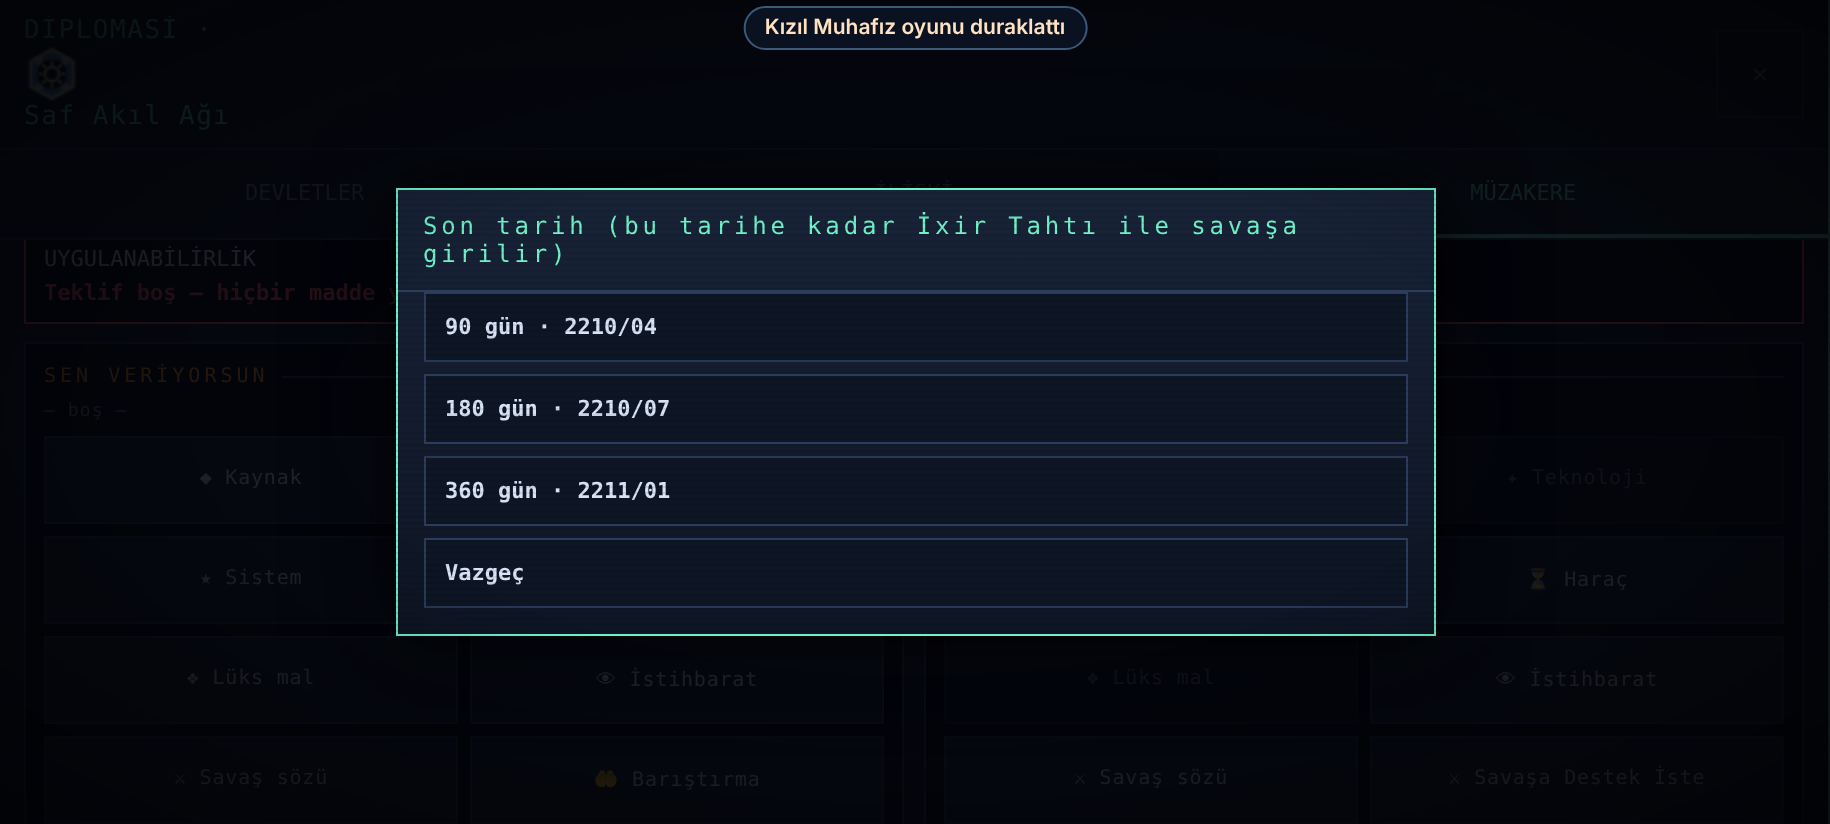 Kızıl Muhafız oyunu duraklattı
DİPLOMASİ ·
Saf Akıl Ağı
×
DEVLETLER
MÜZAKERE
Son tarih (bu tarihe kadar İxir Tahtı ile savaşa
girilir)
UYGULANABİLİRLİK
Teklif boş – hiçbir madde
90 gün · 2210/04
180 gün · 2210/07
360 gün · 2211/01
Vazgeç
SEN VERİYORSUN
– boş –
◆ Kaynak
✦ Teknoloji
★ Sistem
⏳ Haraç
❖ Lüks mal
👁 İstihbarat
❖ Lüks mal
👁 İstihbarat
⚔ Savaş sözü
🤲 Barıştırma
⚔ Savaş sözü
⚔ Savaşa Destek İste